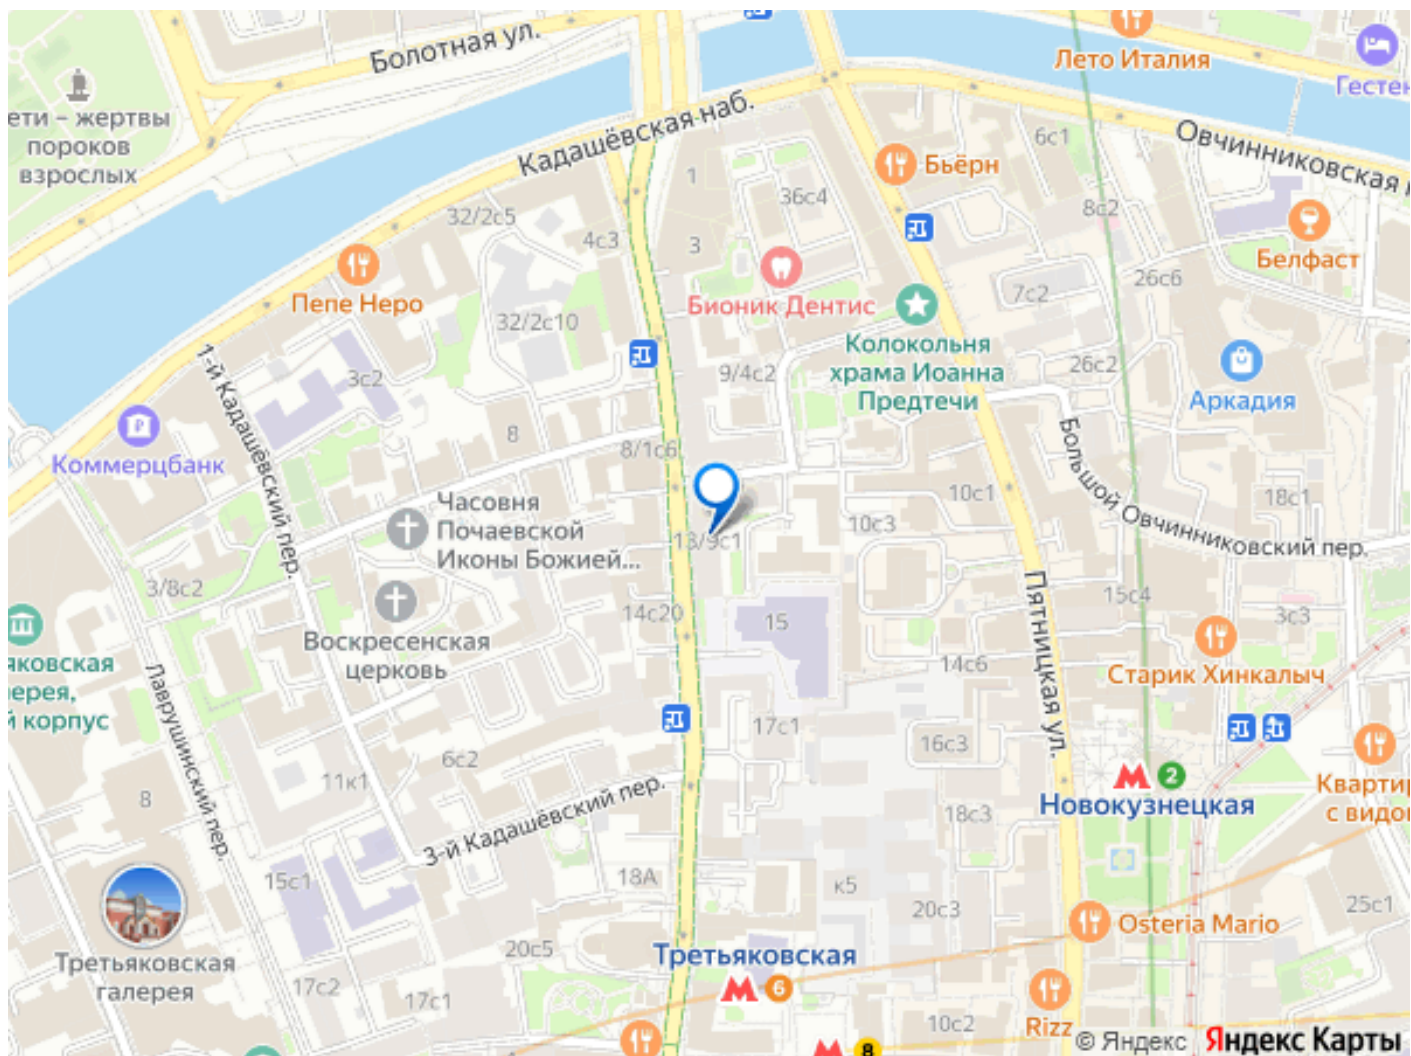 Болотная ул.
Лето Италия
Гестен
ети – жертвы
пороков
взрослых
Кадашёвская наб.
Овчинниковская н
6с1
Бьёрн
1
36с4
8с2
32/2с5
4с3
3
Белфаст
26с6
Пепе Неро
Бионик Дентис
7с2
32/2с10
Колокольня
храма Иоанна
Предтечи
1-й Кадашёвский пер.
3с2
9/4с2
26с2
Аркадия
Коммерцбанк
8
8/1с6
Большой Овчинниковский пер.
10с1
18с1
Часовня
Почаевской
Иконы Божией...
10с3
13/9с1
3/8с2
Воскресенская
церковь
14с20
15
Пятницкая ул.
15с4
3с3
яковская
лерея,
й корпус
Лаврушинский пер.
14с6
Старик Хинкалыч
17с1
16с3
6с2
11к1
8
3-й Кадашёвский пер.
2
Новокузнецкая
Квартир
с видо
18с3
15с1
18А
к5
20с3
25с1
Третьяковская
галерея
20с5
Третьяковская
6
Osteria Mario
17с2
17с1
10с2
Rizz
8
© Яндекс Яндекс Карты